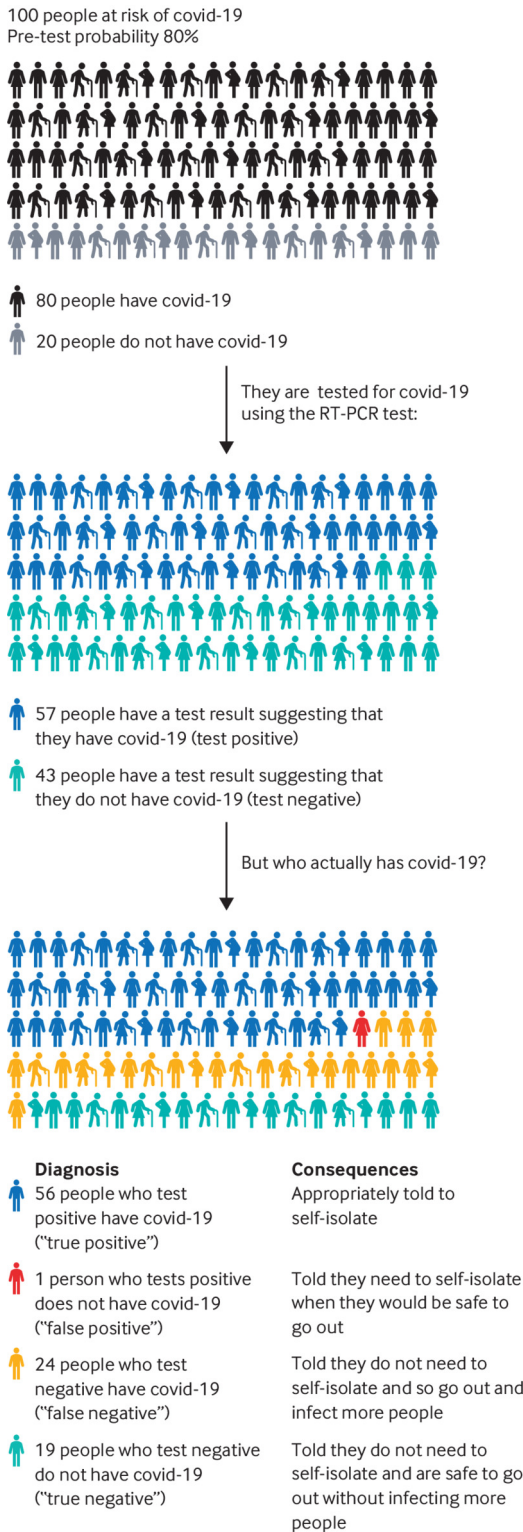 100 people at risk of covid-19
Pre-test probability 80%
80 people have covid-19
20 people do not have covid-19
They are tested for covid-19
using the RT-PCR test:
57 people have a test result suggesting that
they have covid-19 (test positive)
43 people have a test result suggesting that
they do not have covid-19 (test negative)
But who actually has covid-19?
Diagnosis
56 people who test
positive have covid-19
("true positive")
Consequences
Appropriately told to
self-isolate
1 person who tests positive
does not have covid-19
("false positive")
Told they need to self-isolate
when they would be safe to
go out
24 people who test
negative have covid-19
("false negative")
Told they do not need to
self-isolate and so go out and
infect more people
19 people who test negative
do not have covid-19
("true negative")
Told they do not need to
self-isolate and are safe to go
out without infecting more
people